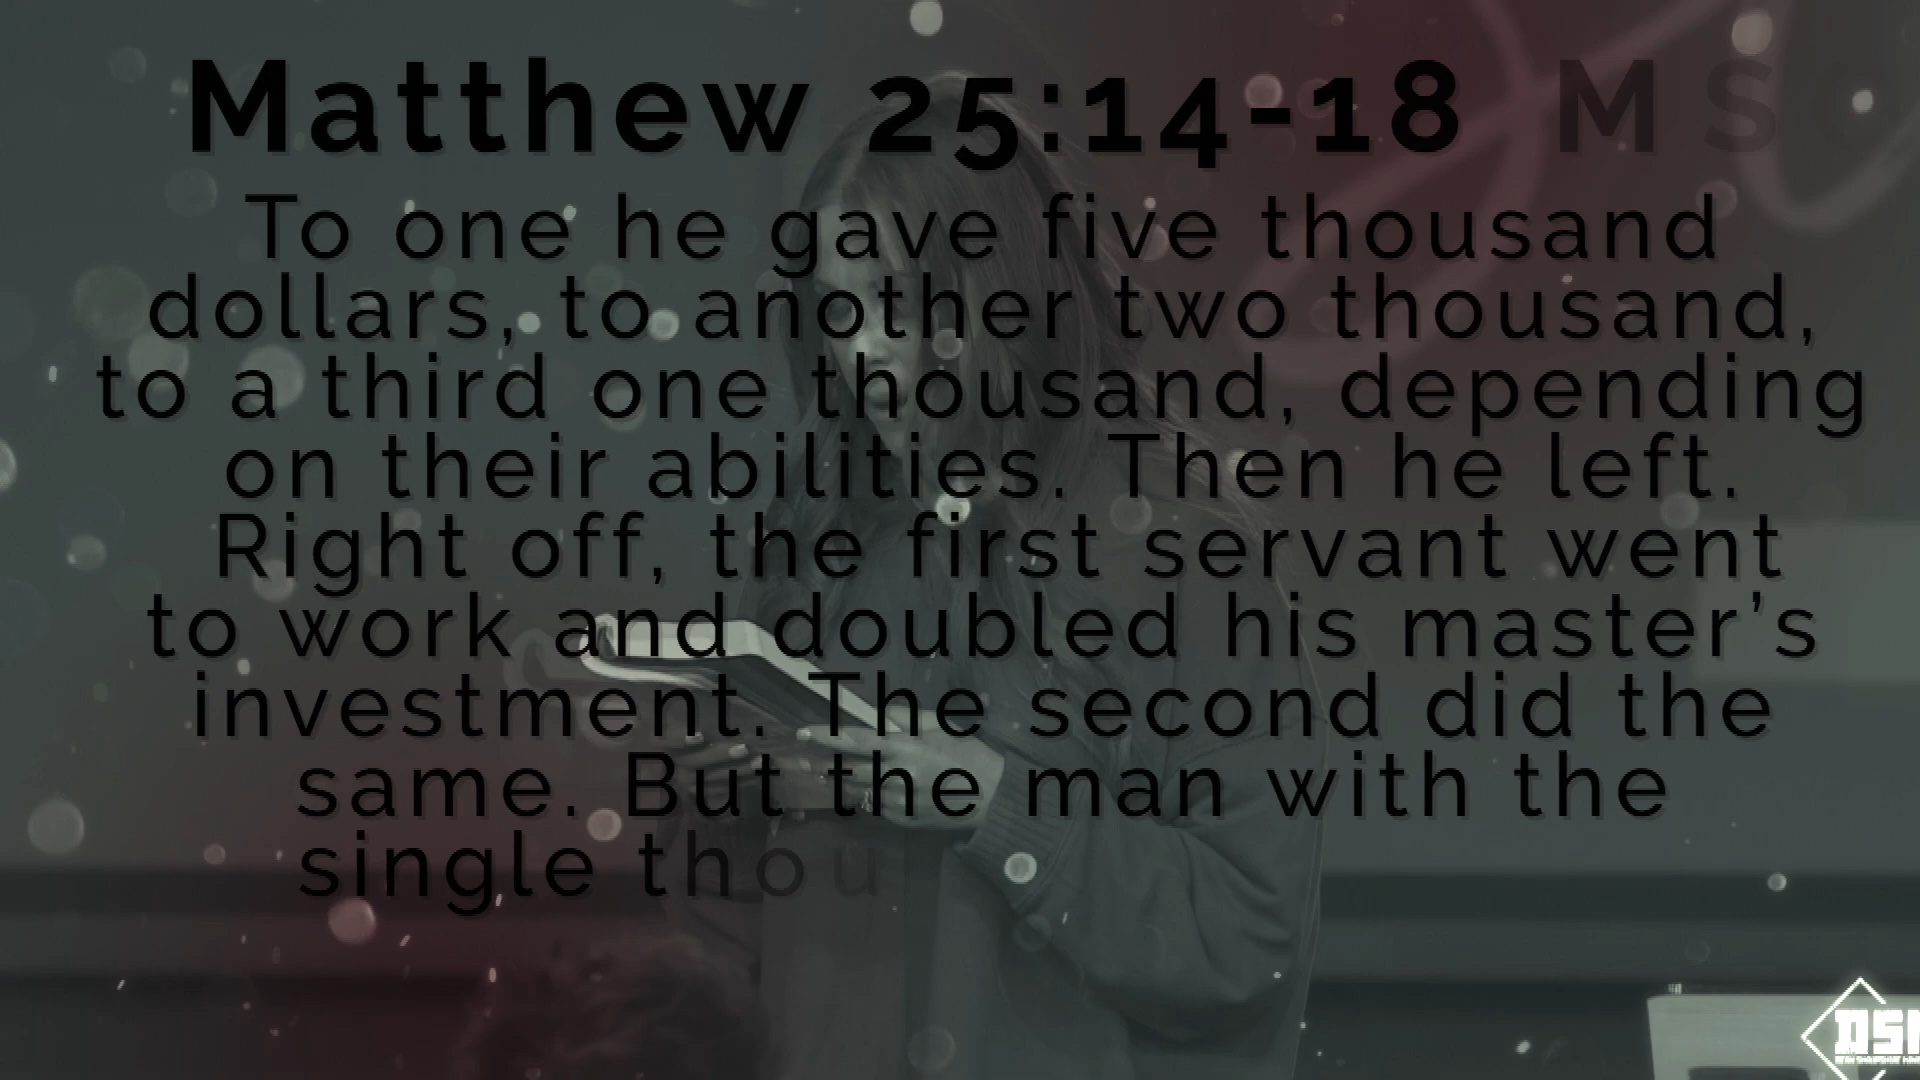 Matthew 25:14-18 M S
To one he gave five thousand
dollars, to another two thousand,
to a third one thousand, depending
on their abilities. Then he left.
Right off, the first servant went
to work and doubled his master’s
investment. The second did the
same. But the man with the
single thou